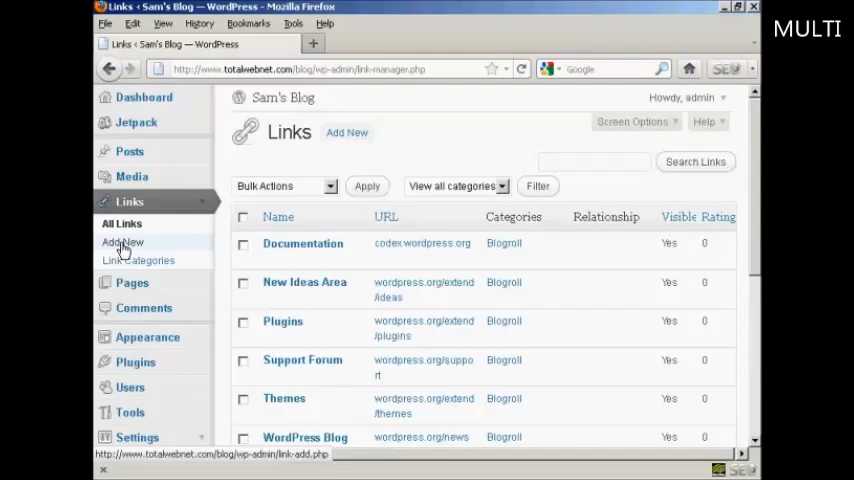 Links ‹ Sam's Blog — WordPress - Mozilla Firefox
MULTI
File Edit View History Bookmarks Tools Help
Links ‹ Sam's Blog — WordPress
http://www.totalwebnet.com/blog/wp-admin/link-manager.php
Google
SEO
Dashboard
Jetpack
Posts
Media
Links
All Links
Add New
Link Categories
Pages
Comments
Appearance
Plugins
Users
Tools
Settings
Sam's Blog
Howdy, admin
Links Add New
Screen Options Help
Search Links
Bulk Actions Apply View all categories Filter
Name URL Categories Relationship Visible Rating
Documentation codex.wordpress.org Blogroll Yes 0
New Ideas Area wordpress.org/extend Blogroll Yes 0
/ideas
Plugins wordpress.org/extend Blogroll Yes 0
/plugins
Support Forum wordpress.org/suppo Blogroll Yes 0
rt
Themes wordpress.org/extend Blogroll Yes 0
/themes
WordPress Blog wordpress.org/news Blogroll Yes 0
http://www.totalwebnet.com/blog/wp-admin/link-add.php
SEO